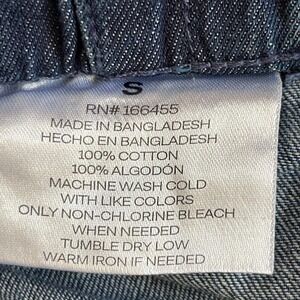 S
RN# 166455
MADE IN BANGLADESH
HECHO EN BANGLADESH
100% COTTON
100% ALGODÓN
MACHINE WASH COLD
WITH LIKE COLORS
ONLY NON-CHLORINE BLEACH
WHEN NEEDED
TUMBLE DRY LOW
WARM IRON IF NEEDED